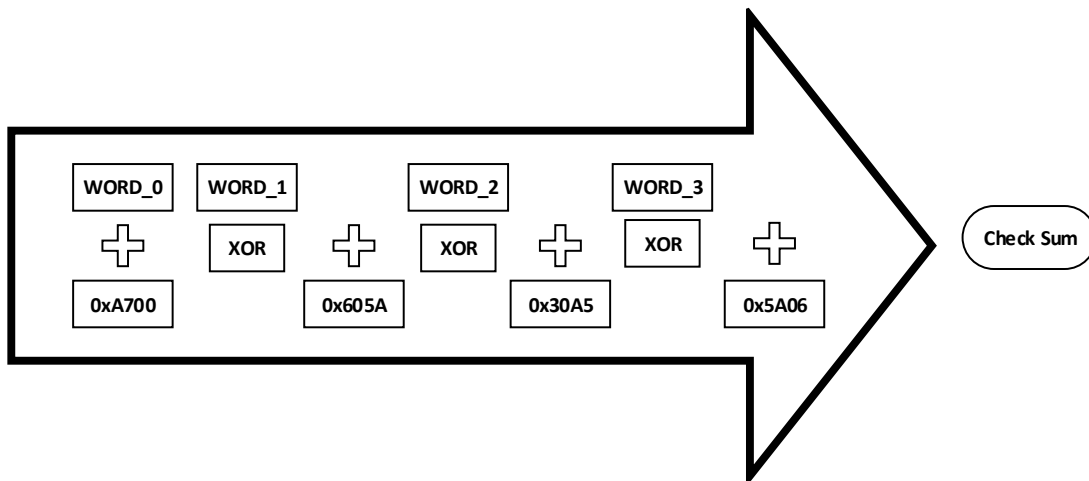 WORD_0 WORD_1 WORD_2 WORD_3
XOR XOR XOR
Check Sum
0xA700 0x605A 0x30A5 0x5A06